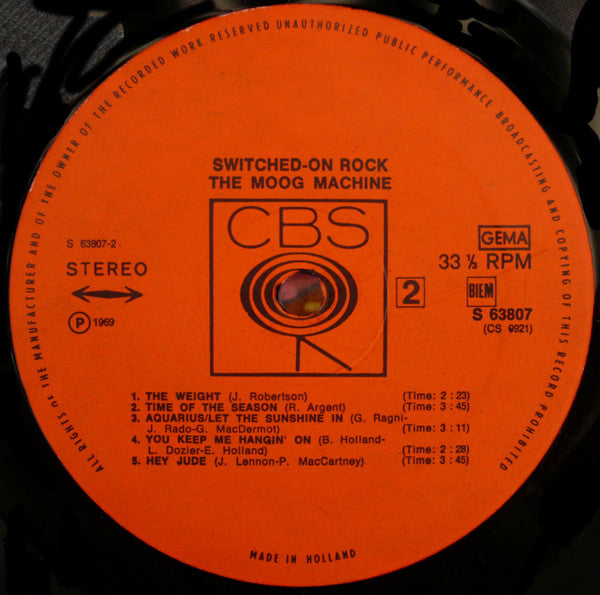 ALL RIGHTS OF THE MANUFACTURER AND OF THE OWNER OF THE RECORDED WORK RESERVED UNAUTHORIZED PUBLIC PERFORMANCE BROADCASTING AND COPYING OF THIS RECORD PROHIBITED
SWITCHED-ON ROCK
THE MOOG MACHINE
CBS
S 63807-2.
STEREO
Ⓟ 1969
GEMA
33 ⅓ RPM
2
BIEM
S 63807
(CS 9921)
1. THE WEIGHT (J. Robertson) (Time: 2 : 23)
2. TIME OF THE SEASON (R. Argent) (Time: 3 : 45)
3. AQUARIUS/LET THE SUNSHINE IN (G. Ragni-
J. Rado-G. MacDermot) (Time: 3 : 11)
4. YOU KEEP ME HANGIN' ON (B. Holland-
L. Dozier-E. Holland) (Time: 2 : 28)
5. HEY JUDE (J. Lennon-P. MacCartney) (Time: 3 : 45)
MADE IN HOLLAND